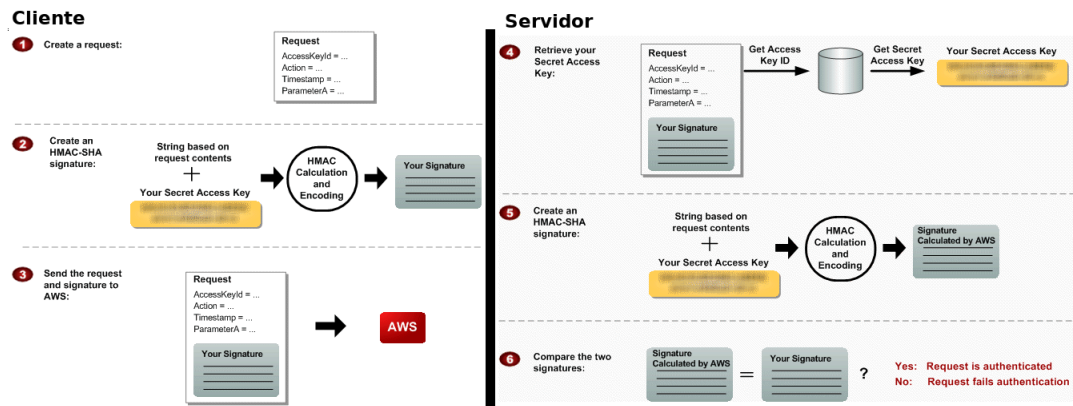 Cliente
1
Create a request:
Request
AccessKeyId = ...
Action = ...
Timestamp = ...
ParameterA = ...
2
Create an
HMAC-SHA
signature:
String based on
request contents
+
Your Secret Access Key
HMAC
Calculation
and
Encoding
Your Signature
3
Send the request
and signature to
AWS:
Request
AccessKeyId = ...
Action = ...
Timestamp = ...
ParameterA = ...
Your Signature
AWS
Servidor
4
Retrieve your
Secret Access
Key:
Request
AccessKeyId = ...
Action = ...
Timestamp = ...
ParameterA = ...
Your Signature
Get Access
Key ID
Get Secret
Access Key
Your Secret Access Key
5
Create an
HMAC-SHA
signature:
String based on
request contents
+
Your Secret Access Key
HMAC
Calculation
and Encoding
Signature
Calculated by AWS
6
Compare the two
signatures:
Signature
Calculated by AWS
=
Your Signature
?
Yes: Request is authenticated
No: Request fails authentication